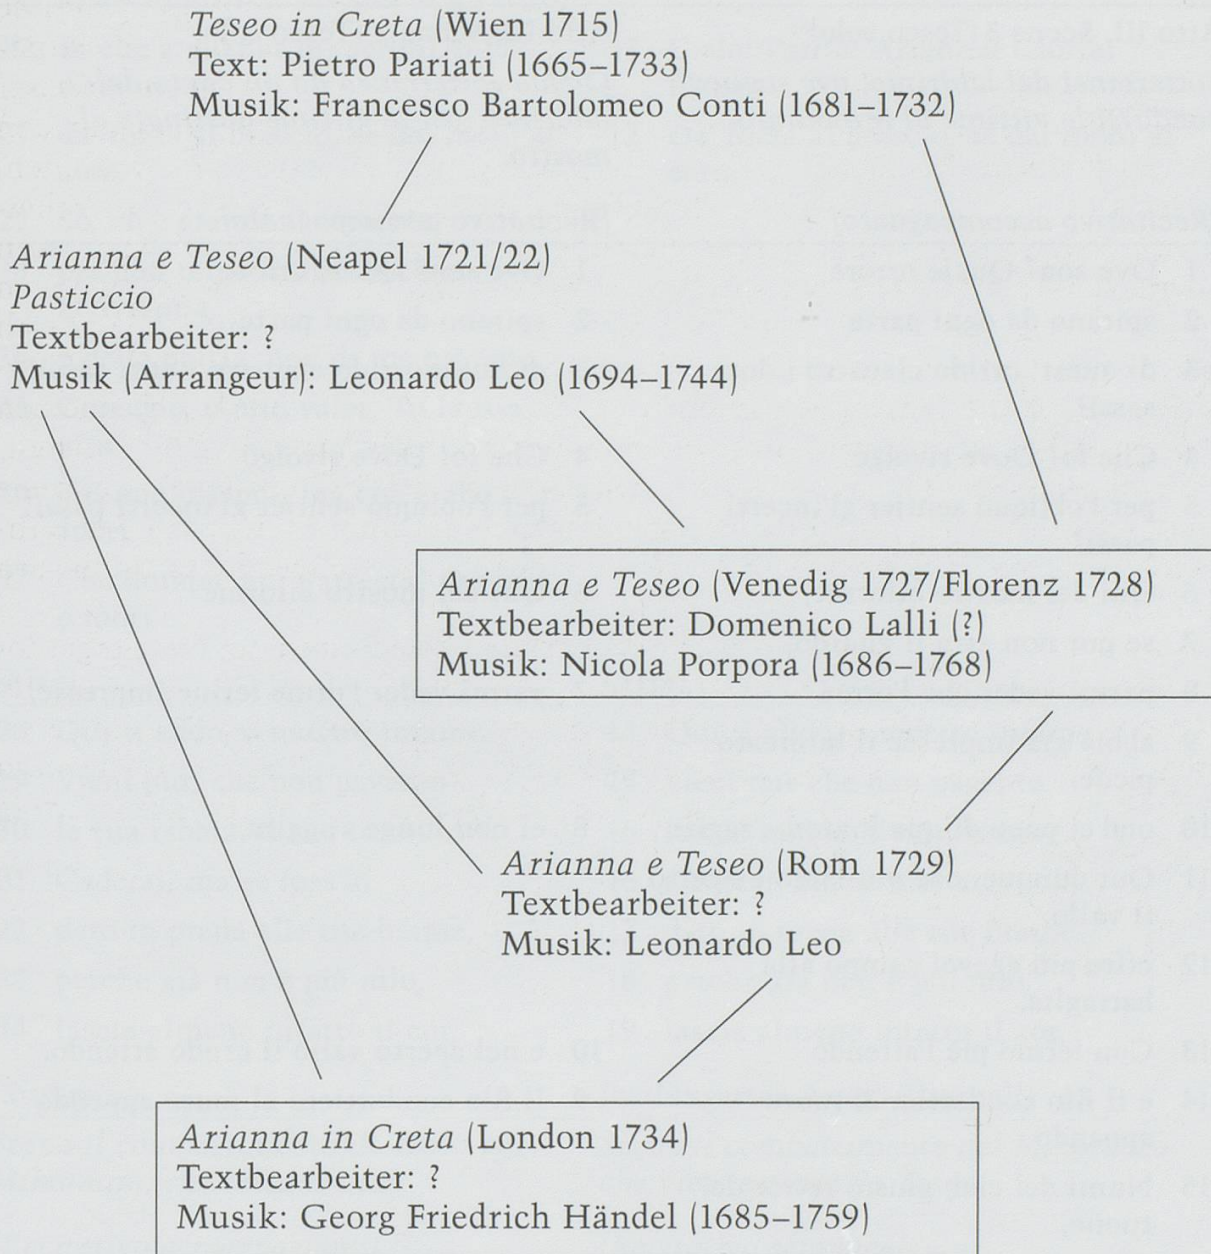 Teseo in Creta (Wien 1715)
Text: Pietro Pariati (1665–1733)
Musik: Francesco Bartolomeo Conti (1681–1732)
Arianna e Teseo (Neapel 1721/22)
Pasticcio
Textbearbeiter: ?
Musik (Arrangeur): Leonardo Leo (1694–1744)
Arianna e Teseo (Venedig 1727/Florenz 1728)
Textbearbeiter: Domenico Lalli (?)
Musik: Nicola Porpora (1686–1768)
Arianna e Teseo (Rom 1729)
Textbearbeiter: ?
Musik: Leonardo Leo
Arianna in Creta (London 1734)
Textbearbeiter: ?
Musik: Georg Friedrich Händel (1685–1759)